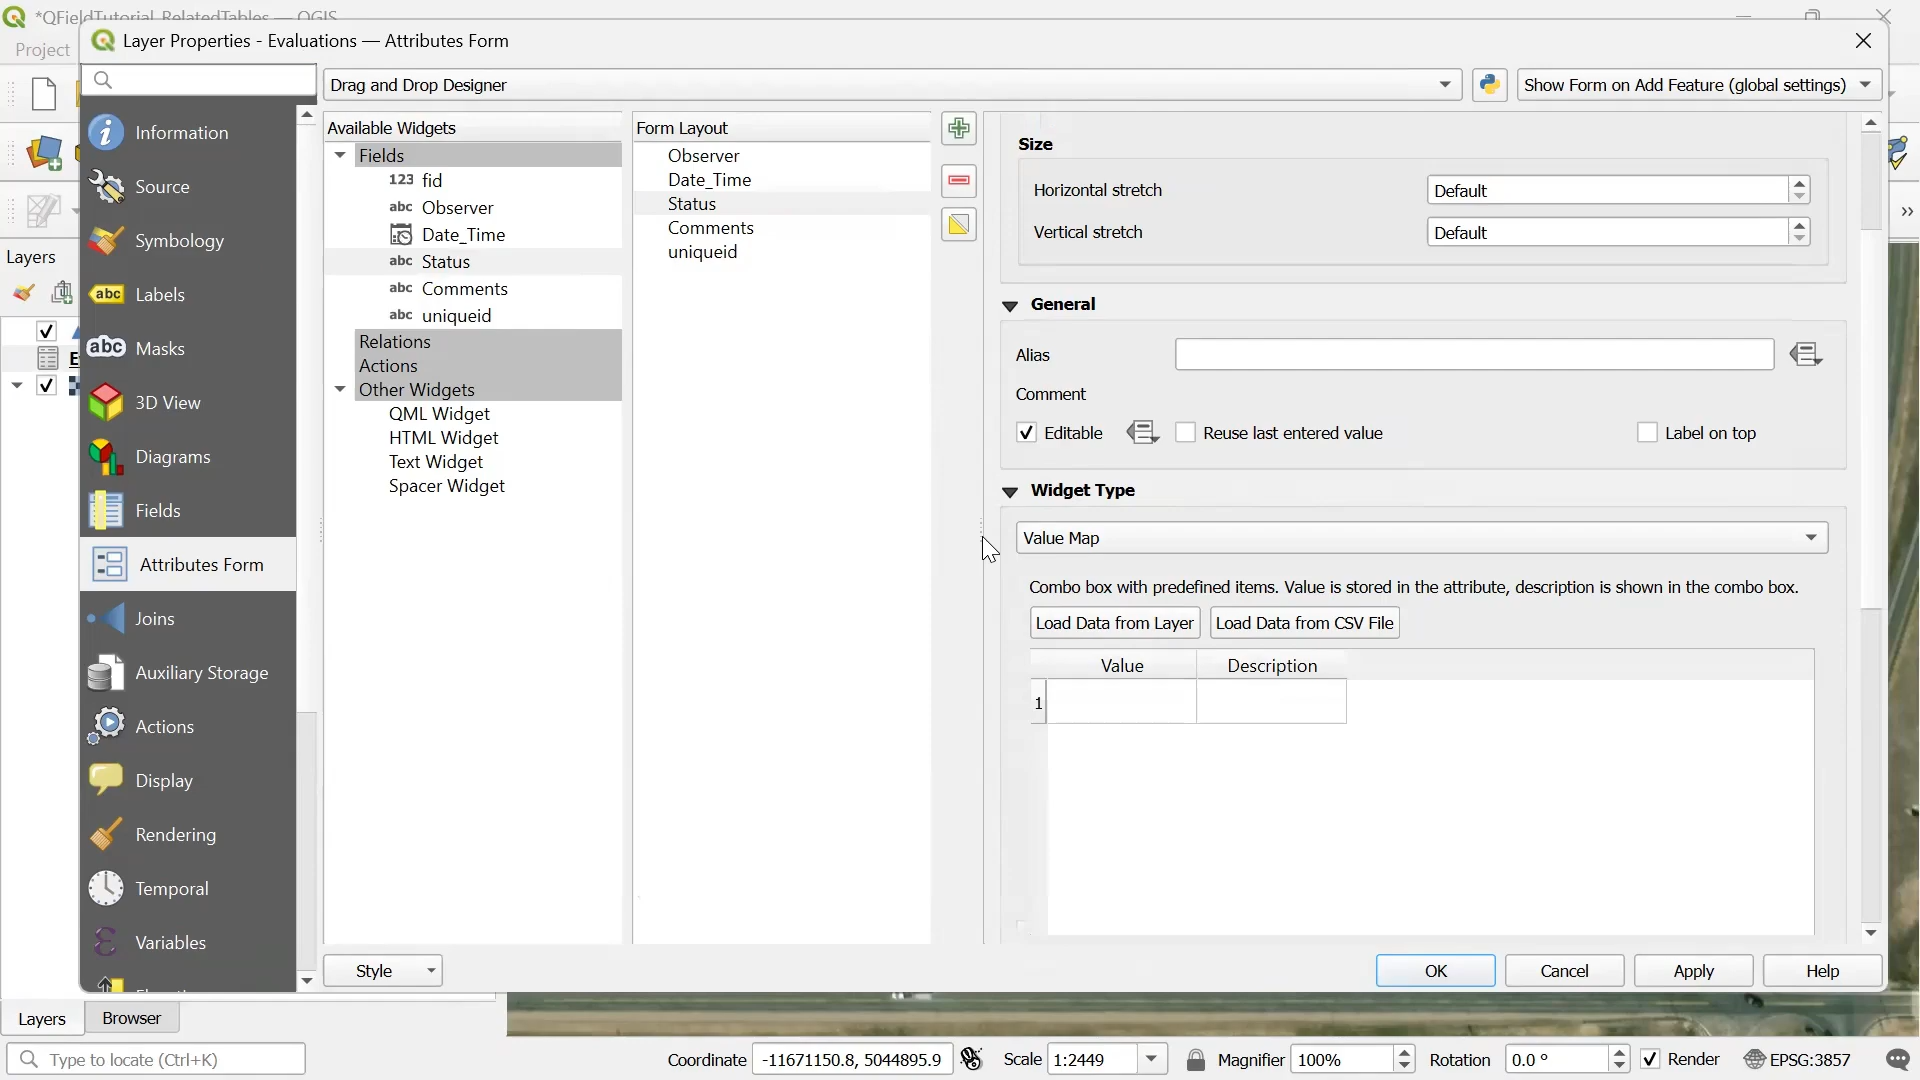 *QFieldTutorial_RelatedTables — QGIS
Project
Layer Properties - Evaluations — Attributes Form
Drag and Drop Designer
Show Form on Add Feature (global settings)
Information
Source
Symbology
Labels
Masks
3D View
Diagrams
Fields
Attributes Form
Joins
Auxiliary Storage
Actions
Display
Rendering
Temporal
Variables
Layers
Available Widgets
Fields
123 fid
abc Observer
Date_Time
abc Status
abc Comments
abc uniqueid
Relations
Actions
Other Widgets
QML Widget
HTML Widget
Text Widget
Spacer Widget
Form Layout
Observer
Date_Time
Status
Comments
uniqueid
Size
Horizontal stretch
Default
Vertical stretch
Default
General
Alias
Comment
Editable
Reuse last entered value
Label on top
Widget Type
Value Map
Combo box with predefined items. Value is stored in the attribute, description is shown in the combo box.
Load Data from Layer
Load Data from CSV File
Value
Description
1
Style
OK
Cancel
Apply
Help
Layers
Browser
Type to locate (Ctrl+K)
Coordinate
-11671150.8, 5044895.9
Scale
1:2449
Magnifier
100%
Rotation
0.0 °
Render
EPSG:3857